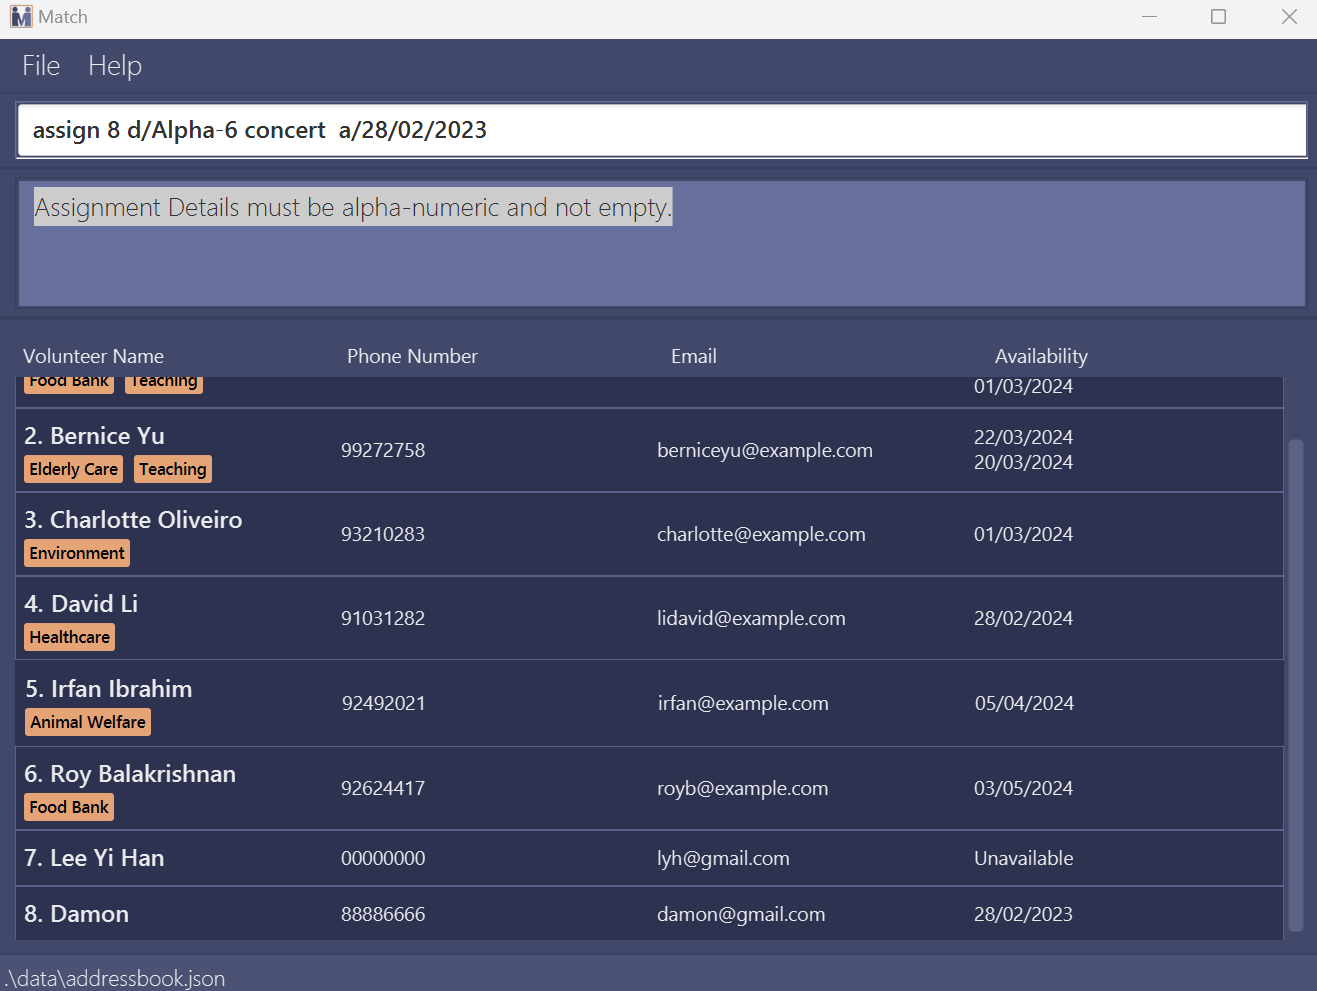 Match
File Help
assign 8 d/Alpha-6 concert  a/28/02/2023
Assignment Details must be alpha-numeric and not empty.
Volunteer Name Phone Number Email Availability
Food Bank Teaching 01/03/2024
2. Bernice Yu 99272758 berniceyu@example.com 22/03/2024
Elderly Care Teaching 20/03/2024
3. Charlotte Oliveiro 93210283 charlotte@example.com 01/03/2024
Environment
4. David Li 91031282 lidavid@example.com 28/02/2024
Healthcare
5. Irfan Ibrahim 92492021 irfan@example.com 05/04/2024
Animal Welfare
6. Roy Balakrishnan 92624417 royb@example.com 03/05/2024
Food Bank
7. Lee Yi Han 00000000 lyh@gmail.com Unavailable
8. Damon 88886666 damon@gmail.com 28/02/2023
.\data\addressbook.json